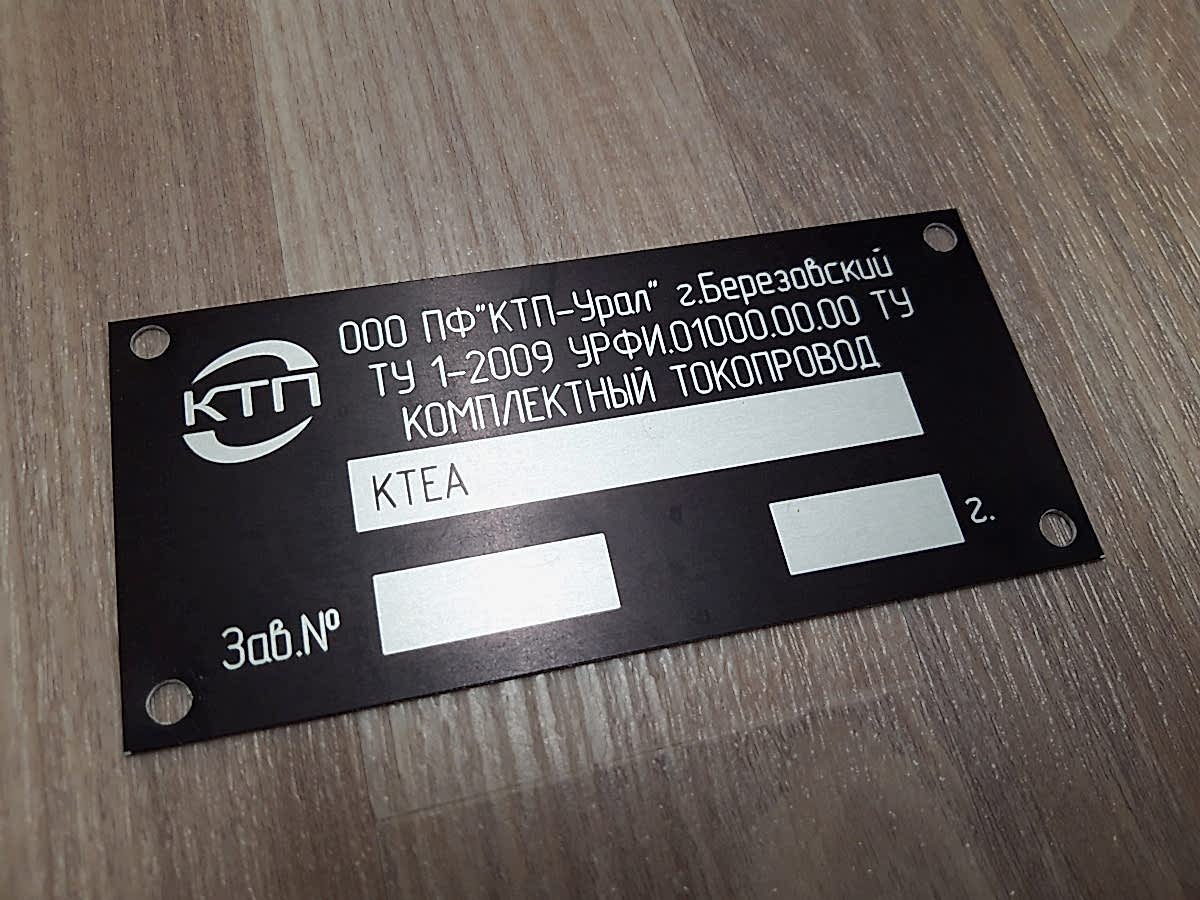 КТП
ООО ПФ"КТП-Урал" г.Березовский
ТУ 1-2009 УРФИ.01000.00.00 ТУ
КОМПЛЕКТНЫЙ ТОКОПРОВОД
КТЕА
г.
Зав.№